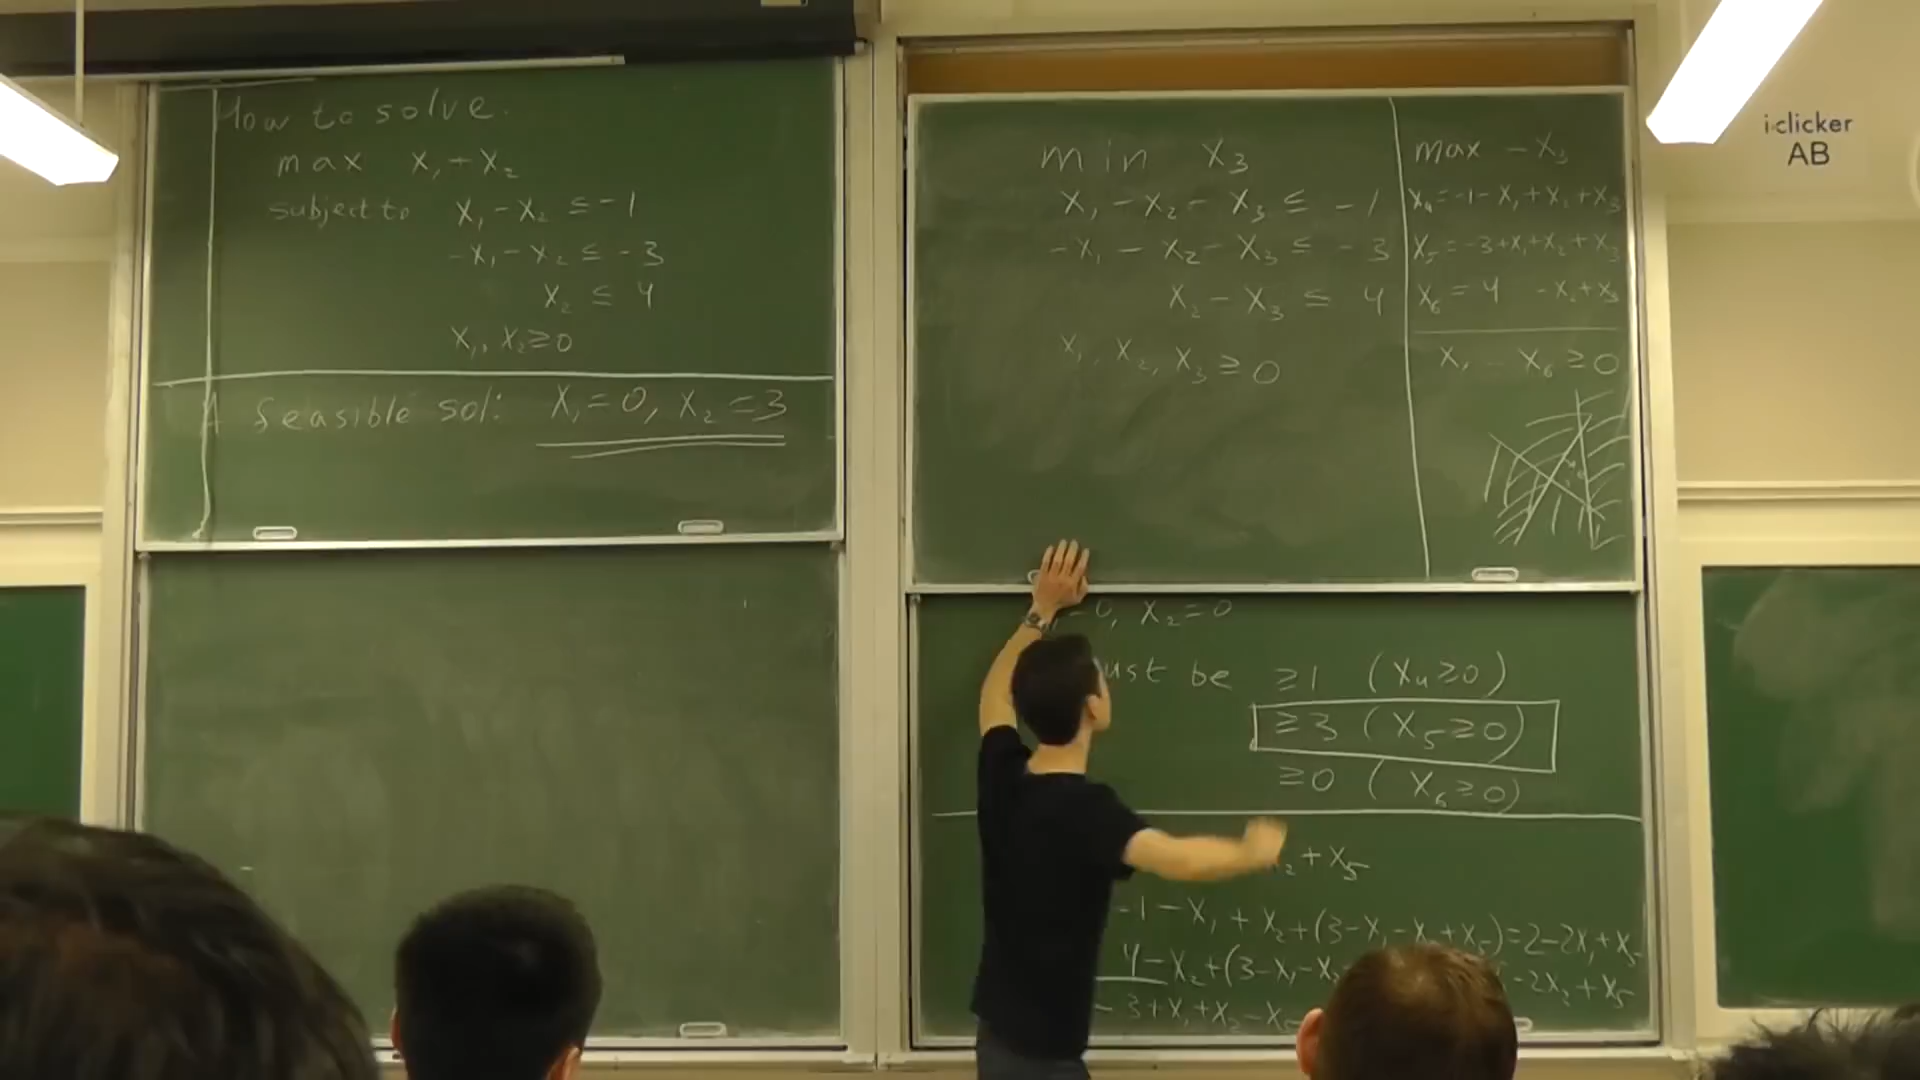 How to solve.
max x₁ + x₂
subject to x₁ - x₂ ≤ -1
-x₁ - x₂ ≤ -3
x₂ ≤ 4
x₁, x₂ ≥ 0
A feasible sol: x₁ = 0, x₂ = 3
min x₃
x₁ - x₂ - x₃ ≤ -1
-x₁ - x₂ - x₃ ≤ -3
x₂ - x₃ ≤ 4
x₁, x₂, x₃ ≥ 0
max -x₃
x₄ = -1 - x₁ + x₂ + x₃
x₅ = -3 + x₁ + x₂ + x₃
x₆ = 4 - x₂ + x₃
x₁ - x₆ ≥ 0
0, x₂ = 0
be ≥ 1 (x₄ ≥ 0)
≥ 3 (x₅ ≥ 0)
≥ 0 (x₆ ≥ 0)
+ x₅
-1 - x₁ + x₂ + (3 - x₁ - x₂ + x₅) = 2 - 2x₁ + x₅
4 - x₂ + (3 - x₁ - x₂ - 2x₂ + x₅
-3 + x₁ + x₂ - x₅
i>clicker
AB